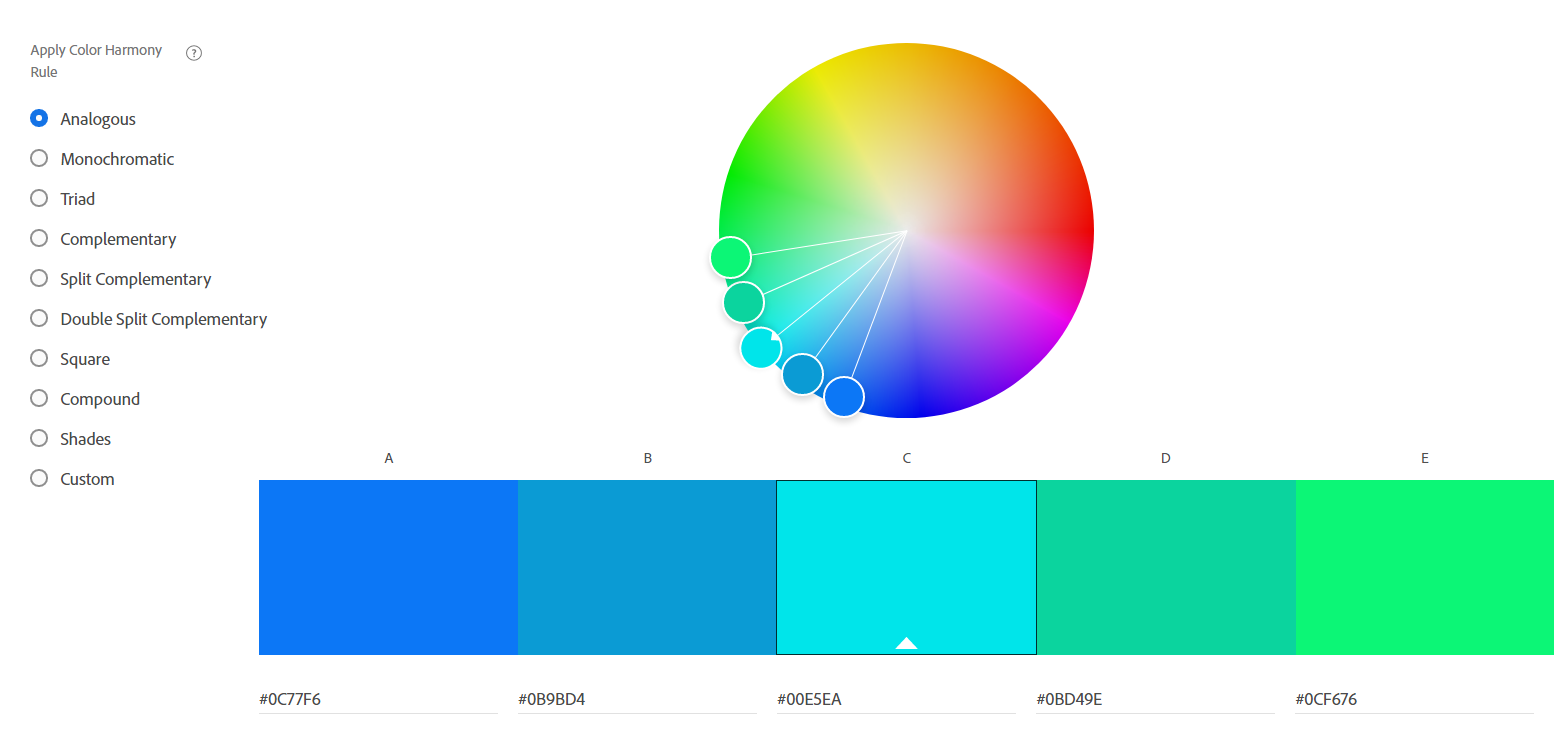 Apply Color Harmony
Rule
?
Analogous
Monochromatic
Triad
Complementary
Split Complementary
Double Split Complementary
Square
Compound
Shades
Custom
A B C D E
#0C77F6 #0B9BD4 #00E5EA #0BD49E #0CF676